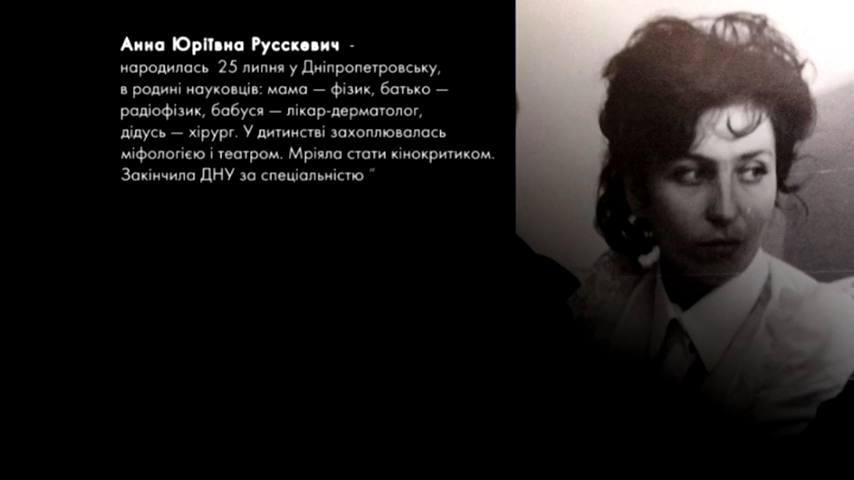 Анна Юріївна Русскевич -
народилась 25 липня у Дніпропетровську,
в родині науковців: мама — фізик, батько —
радіофізик, бабуся — лікар-дерматолог,
дідусь — хірург. У дитинстві захоплювалась
міфологією і театром. Мріяла стати кінокритиком.
Закінчила ДНУ за спеціальністю “